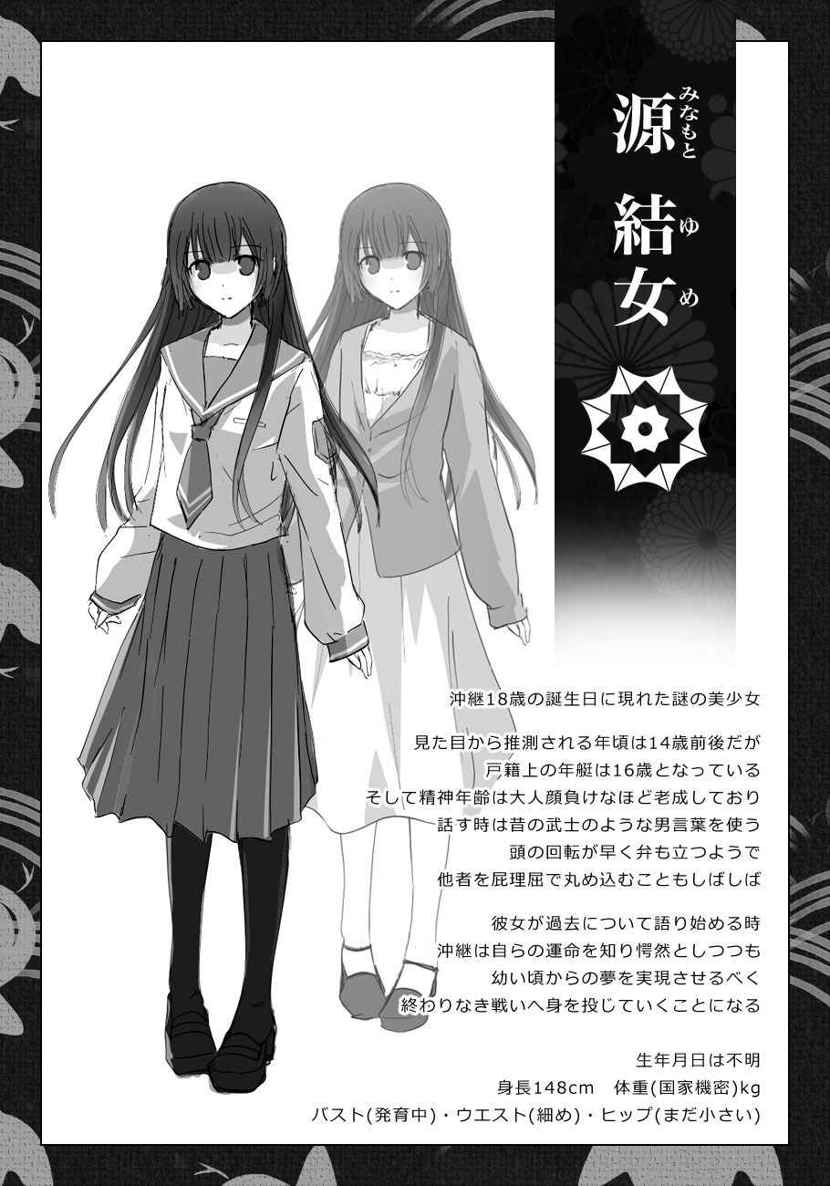 源 結女
みなもと ゆめ
沖継18歳の誕生日に現れた謎の美少女
見た目から推測される年頃は14歳前後だが
戸籍上の年艇は16歳となっている
そして精神年齢は大人顔負けなほど老成しており
話す時は昔の武士のような男言葉を使う
頭の回転が早く弁も立つようで
他者を屁理屈で丸め込むこともしばしば
彼女が過去について語り始める時
沖継は自らの運命を知り愕然としつつも
幼い頃からの夢を実現させるべく
終わりなき戦いへ身を投じていくことになる
生年月日は不明
身長148cm　体重(国家機密)kg
バスト(発育中)・ウエスト(細め)・ヒップ(まだ小さい)